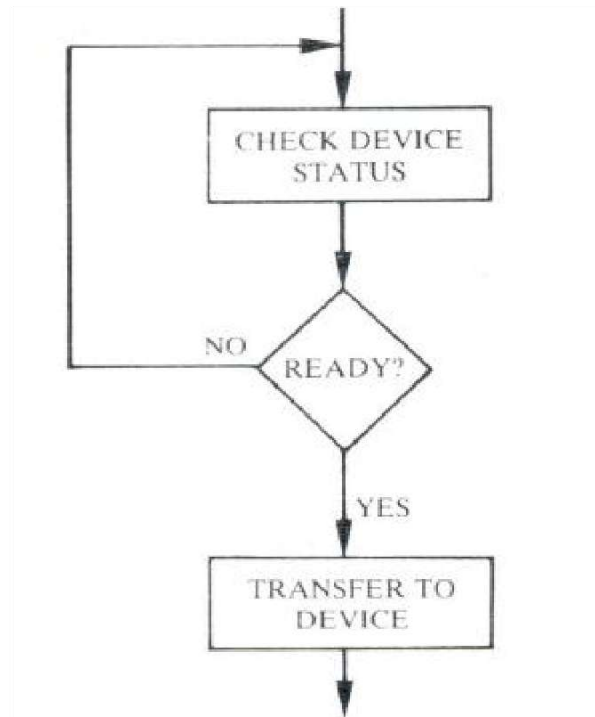 CHECK DEVICE
STATUS
NO
READY?
YES
TRANSFER TO
DEVICE